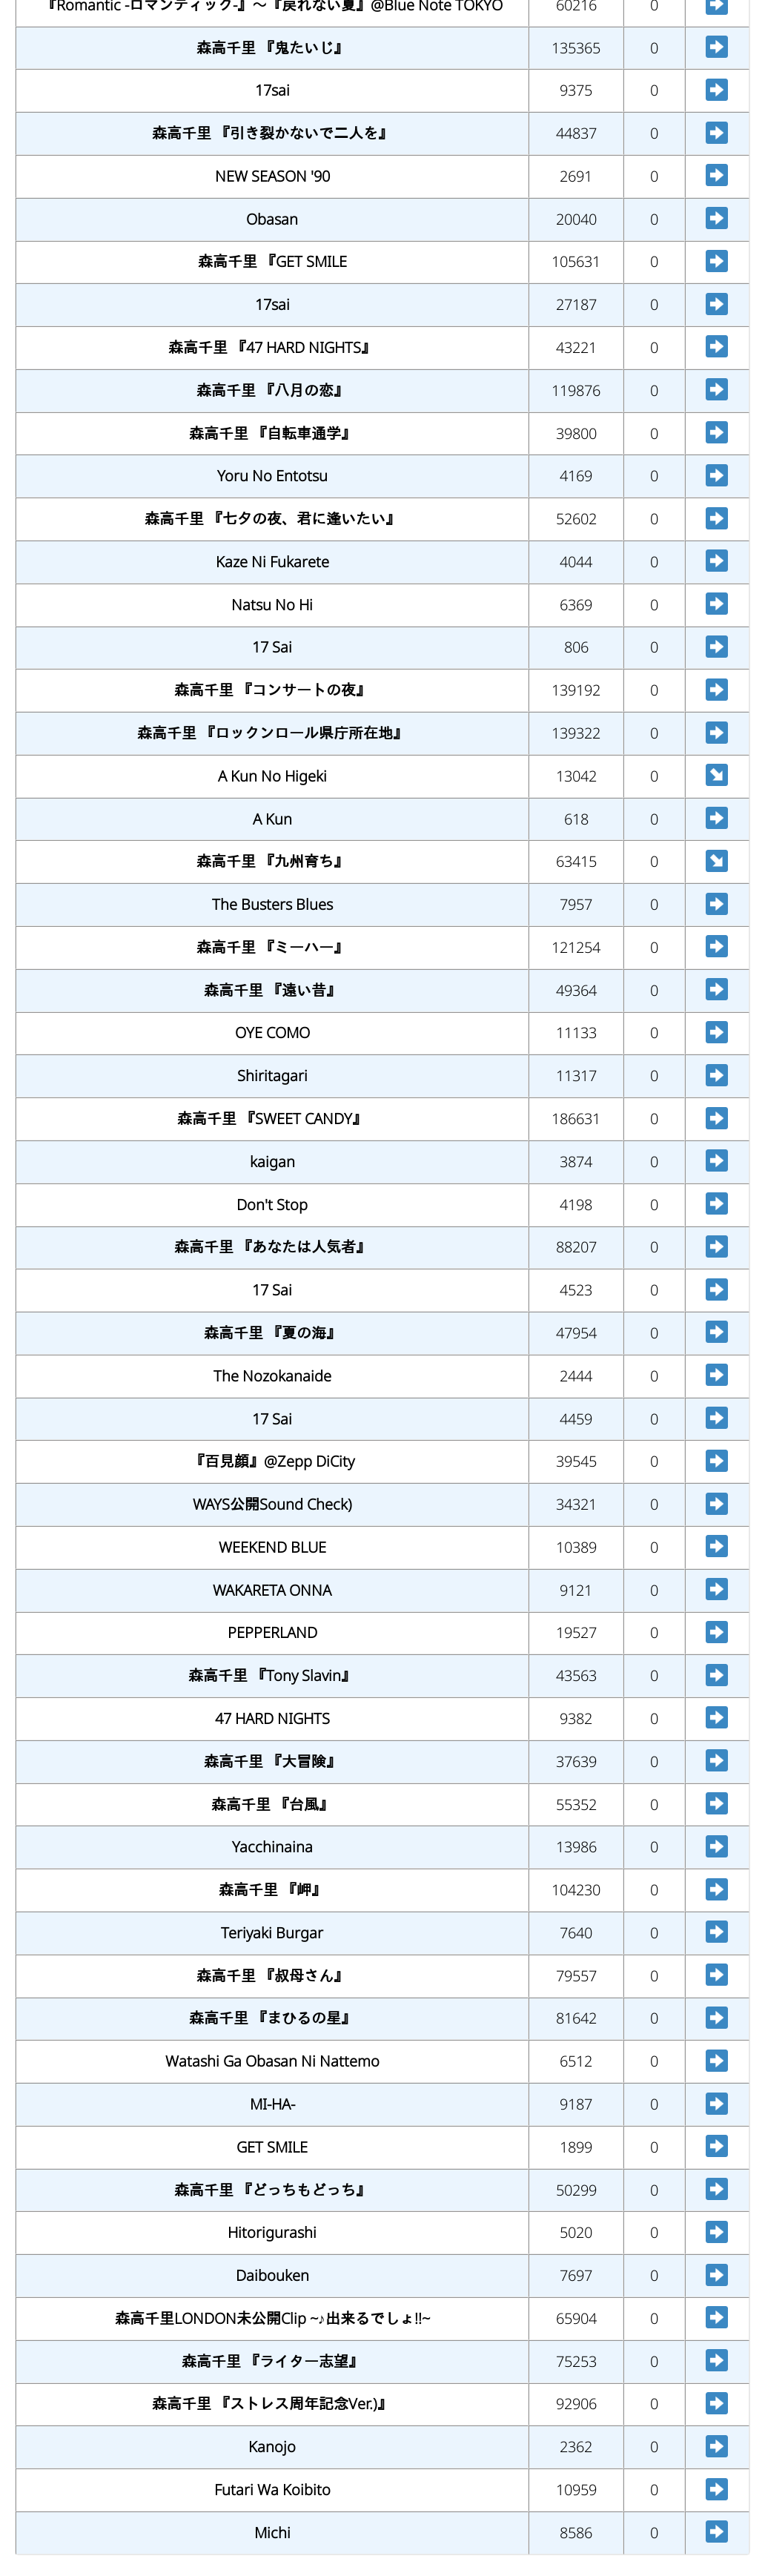 『Romantic -ロマンティック-』～『戻れない夏』@Blue Note TOKYO 60216 0
森高千里 『鬼たいじ』 135365 0
17sai 9375 0
森高千里 『引き裂かないで二人を』 44837 0
NEW SEASON '90 2691 0
Obasan 20040 0
森高千里 『GET SMILE 105631 0
17sai 27187 0
森高千里 『47 HARD NIGHTS』 43221 0
森高千里 『八月の恋』 119876 0
森高千里 『自転車通学』 39800 0
Yoru No Entotsu 4169 0
森高千里 『七夕の夜、君に逢いたい』 52602 0
Kaze Ni Fukarete 4044 0
Natsu No Hi 6369 0
17 Sai 806 0
森高千里 『コンサートの夜』 139192 0
森高千里 『ロックンロール県庁所在地』 139322 0
A Kun No Higeki 13042 0
A Kun 618 0
森高千里 『九州育ち』 63415 0
The Busters Blues 7957 0
森高千里 『ミーハー』 121254 0
森高千里 『遠い昔』 49364 0
OYE COMO 11133 0
Shiritagari 11317 0
森高千里 『SWEET CANDY』 186631 0
kaigan 3874 0
Don't Stop 4198 0
森高千里 『あなたは人気者』 88207 0
17 Sai 4523 0
森高千里 『夏の海』 47954 0
The Nozokanaide 2444 0
17 Sai 4459 0
『百見顔』@Zepp DiCity 39545 0
WAYS公開Sound Check) 34321 0
WEEKEND BLUE 10389 0
WAKARETA ONNA 9121 0
PEPPERLAND 19527 0
森高千里 『Tony Slavin』 43563 0
47 HARD NIGHTS 9382 0
森高千里 『大冒険』 37639 0
森高千里 『台風』 55352 0
Yacchinaina 13986 0
森高千里 『岬』 104230 0
Teriyaki Burgar 7640 0
森高千里 『叔母さん』 79557 0
森高千里 『まひるの星』 81642 0
Watashi Ga Obasan Ni Nattemo 6512 0
MI-HA- 9187 0
GET SMILE 1899 0
森高千里 『どっちもどっち』 50299 0
Hitorigurashi 5020 0
Daibouken 7697 0
森高千里LONDON未公開Clip ~♪出来るでしょ!!~ 65904 0
森高千里 『ライター志望』 75253 0
森高千里 『ストレス周年記念Ver.)』 92906 0
Kanojo 2362 0
Futari Wa Koibito 10959 0
Michi 8586 0